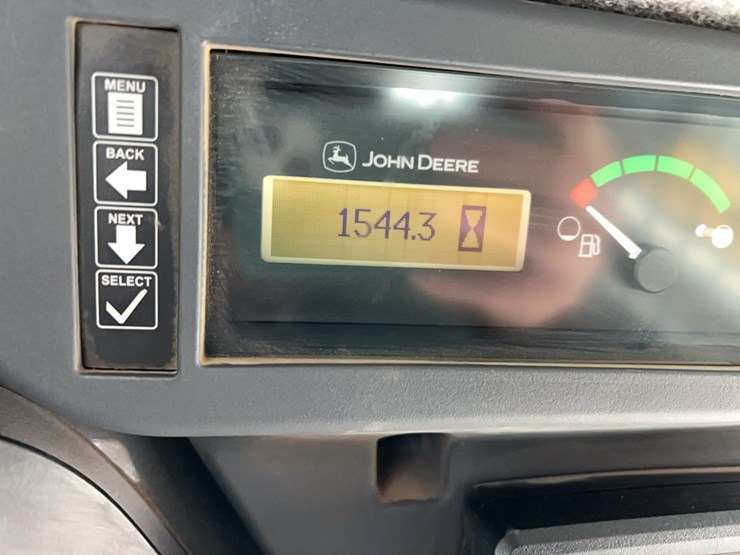 MENU
BACK
NEXT
SELECT
JOHN DEERE
1544.3